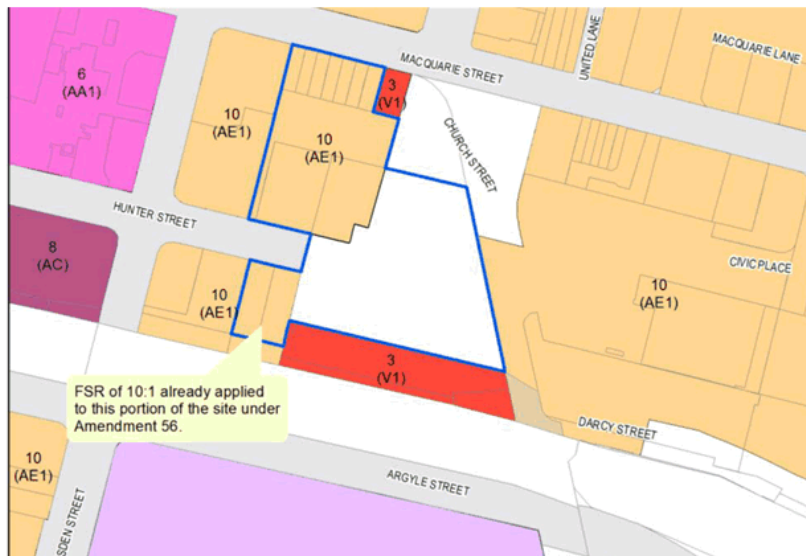 6
(AA1)
MACQUARIE STREET
UNITED LANE
MACQUARIE LANE
3
(V1)
10
(AE1)
10
(AE1)
CHURCH STREET
HUNTER STREET
8
(AC)
10
(AE1)
CIVIC PLACE
10
(AE1)
3
(V1)
FSR of 10:1 already applied
to this portion of the site under
Amendment 56.
DARCY STREET
10
(AE1)
ARGYLE STREET
SDEN STREET